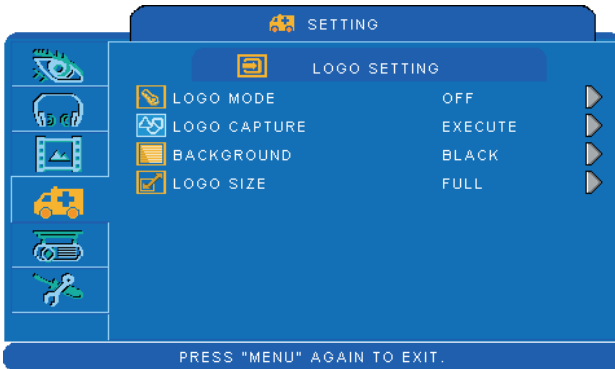 SETTING
LOGO SETTING
LOGO MODE OFF
LOGO CAPTURE EXECUTE
BACKGROUND BLACK
LOGO SIZE FULL
PRESS "MENU" AGAIN TO EXIT.